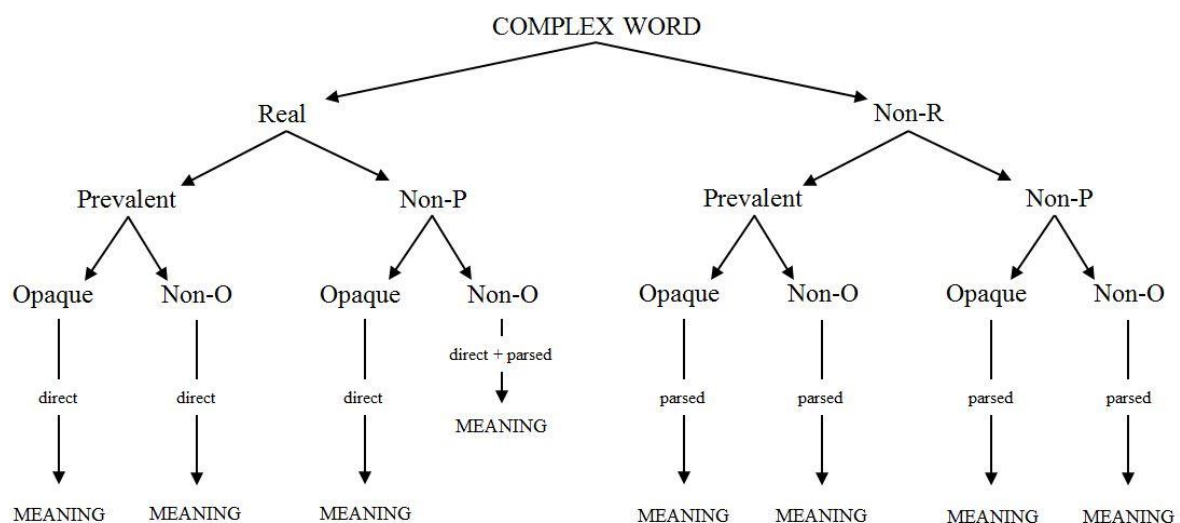 COMPLEX WORD
Real Non-R
Prevalent Non-P Prevalent Non-P
Opaque Non-O Opaque Non-O Opaque Non-O Opaque Non-O
direct + parsed
direct direct direct parsed parsed parsed parsed
MEANING
MEANING MEANING MEANING MEANING MEANING MEANING MEANING